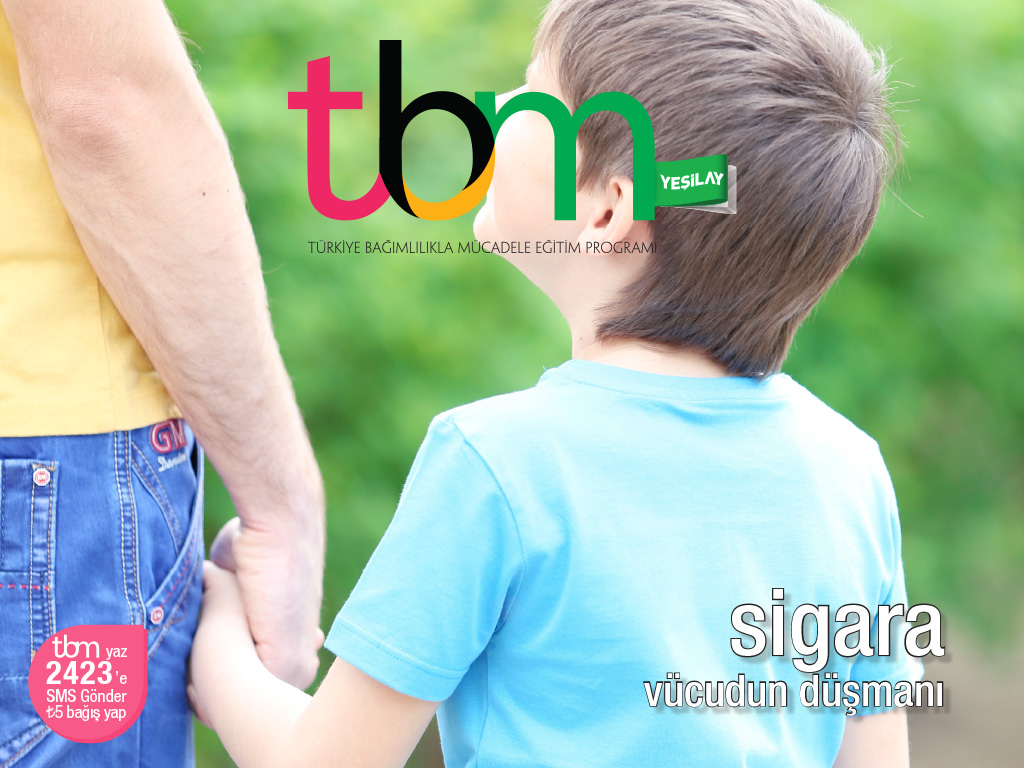 tbm
YEŞİLAY
TÜRKİYE BAĞIMLILIKLA MÜCADELE EĞİTİM PROGRAMI
GM
sigara
vücudun düşmanı
tbm yaz
2423'e
SMS Gönder
₺5 bağış yap